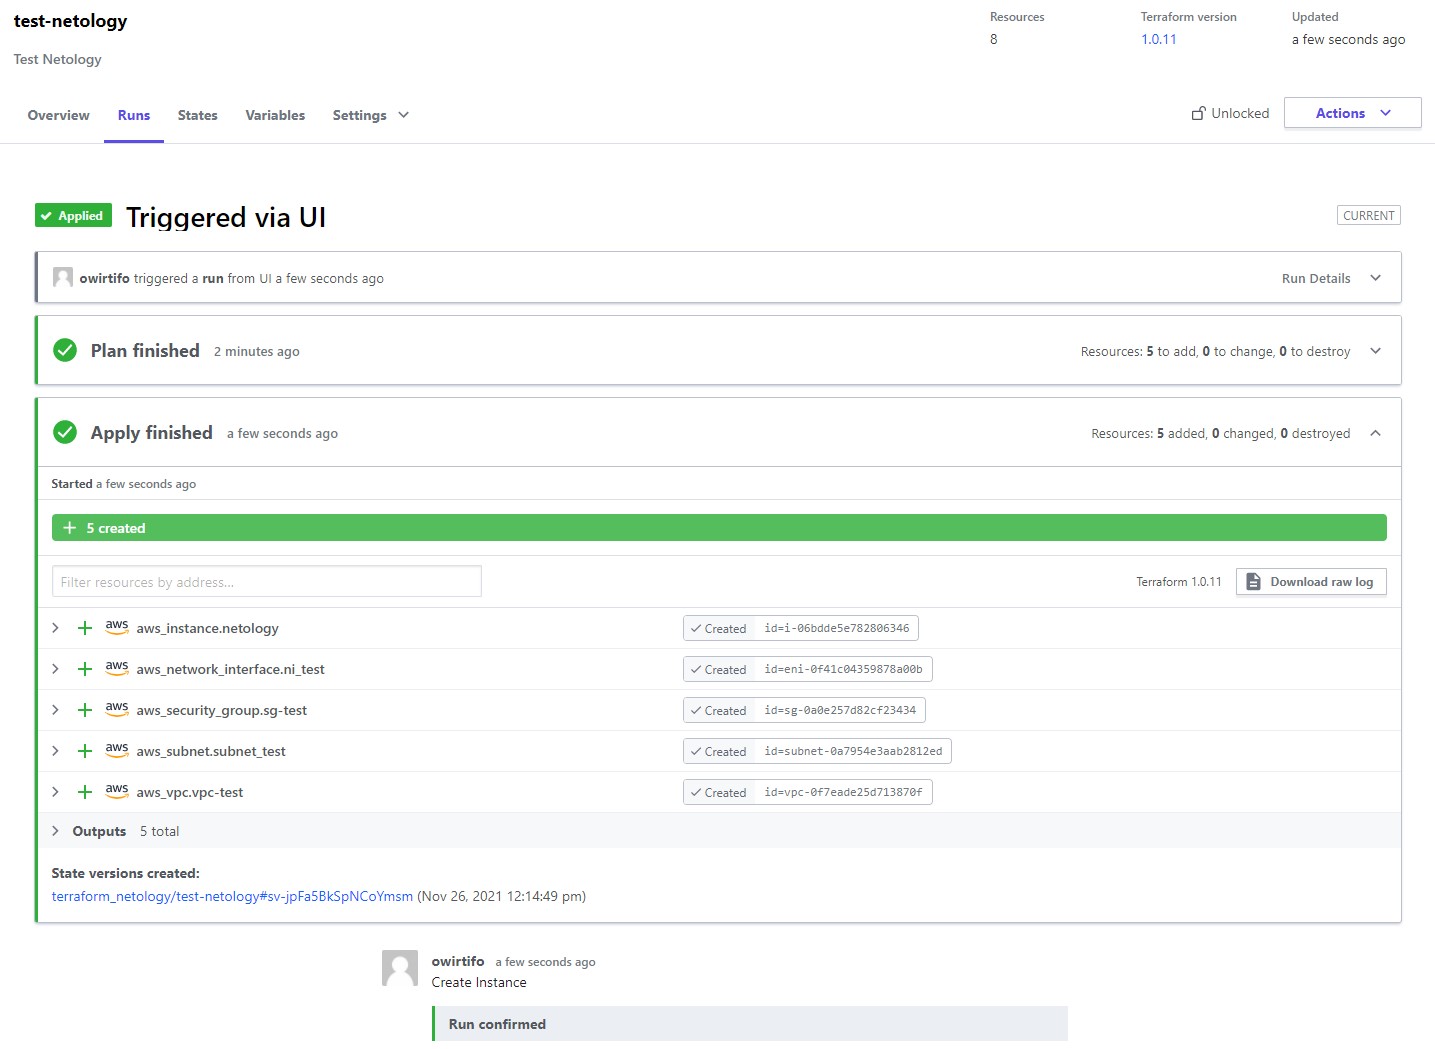 test-netology
Resources Terraform version Updated
8 1.0.11 a few seconds ago
Test Netology
Overview Runs States Variables Settings Unlocked Actions
Applied Triggered via UI CURRENT
owirtifo triggered a run from UI a few seconds ago Run Details
Plan finished 2 minutes ago Resources: 5 to add, 0 to change, 0 to destroy
Apply finished a few seconds ago Resources: 5 added, 0 changed, 0 destroyed
Started a few seconds ago
+ 5 created
Filter resources by address... Terraform 1.0.11 Download raw log
+ aws aws_instance.netology Created id=i-06bdde5e782806346
+ aws aws_network_interface.ni_test Created id=eni-0f41c04359878a00b
+ aws aws_security_group.sg-test Created id=sg-0a0e257d82cf23434
+ aws aws_subnet.subnet_test Created id=subnet-0a7954e3aab2812ed
+ aws aws_vpc.vpc-test Created id=vpc-0f7eade25d713870f
Outputs 5 total
State versions created:
terraform_netology/test-netology#sv-jpFa5BkSpNCoYmsm (Nov 26, 2021 12:14:49 pm)
owirtifo a few seconds ago
Create Instance
Run confirmed